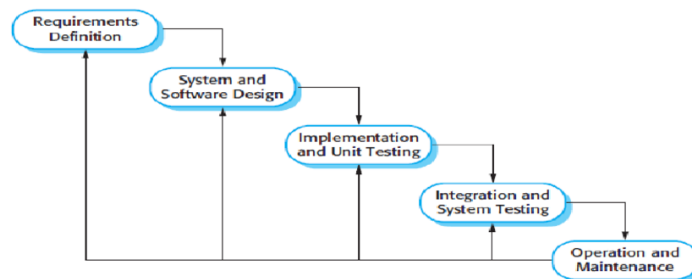 Requirements
Definition
System and
Software Design
Implementation
and Unit Testing
Integration and
System Testing
Operation and
Maintenance